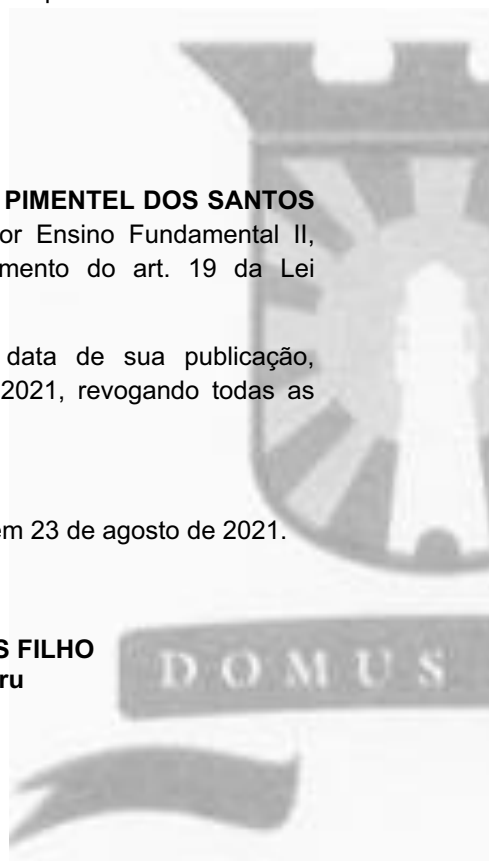 PIMENTEL DOS SANTOS
or Ensino Fundamental II,
mento do art. 19 da Lei
data de sua publicação,
2021, revogando todas as
em 23 de agosto de 2021.
S FILHO
ru
DOMUS